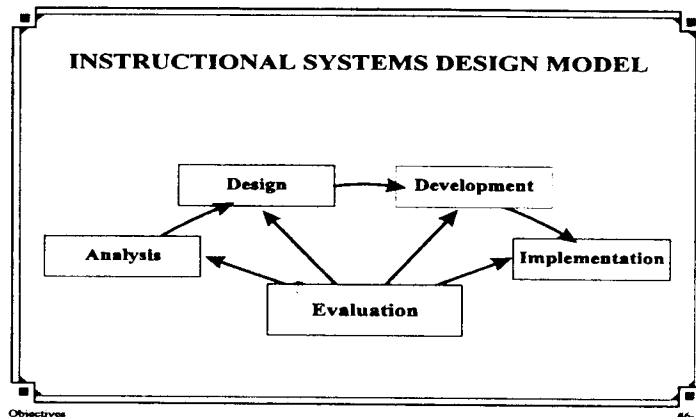 INSTRUCTIONAL SYSTEMS DESIGN MODEL
Design
Development
Analysis
Implementation
Evaluation
Objectives